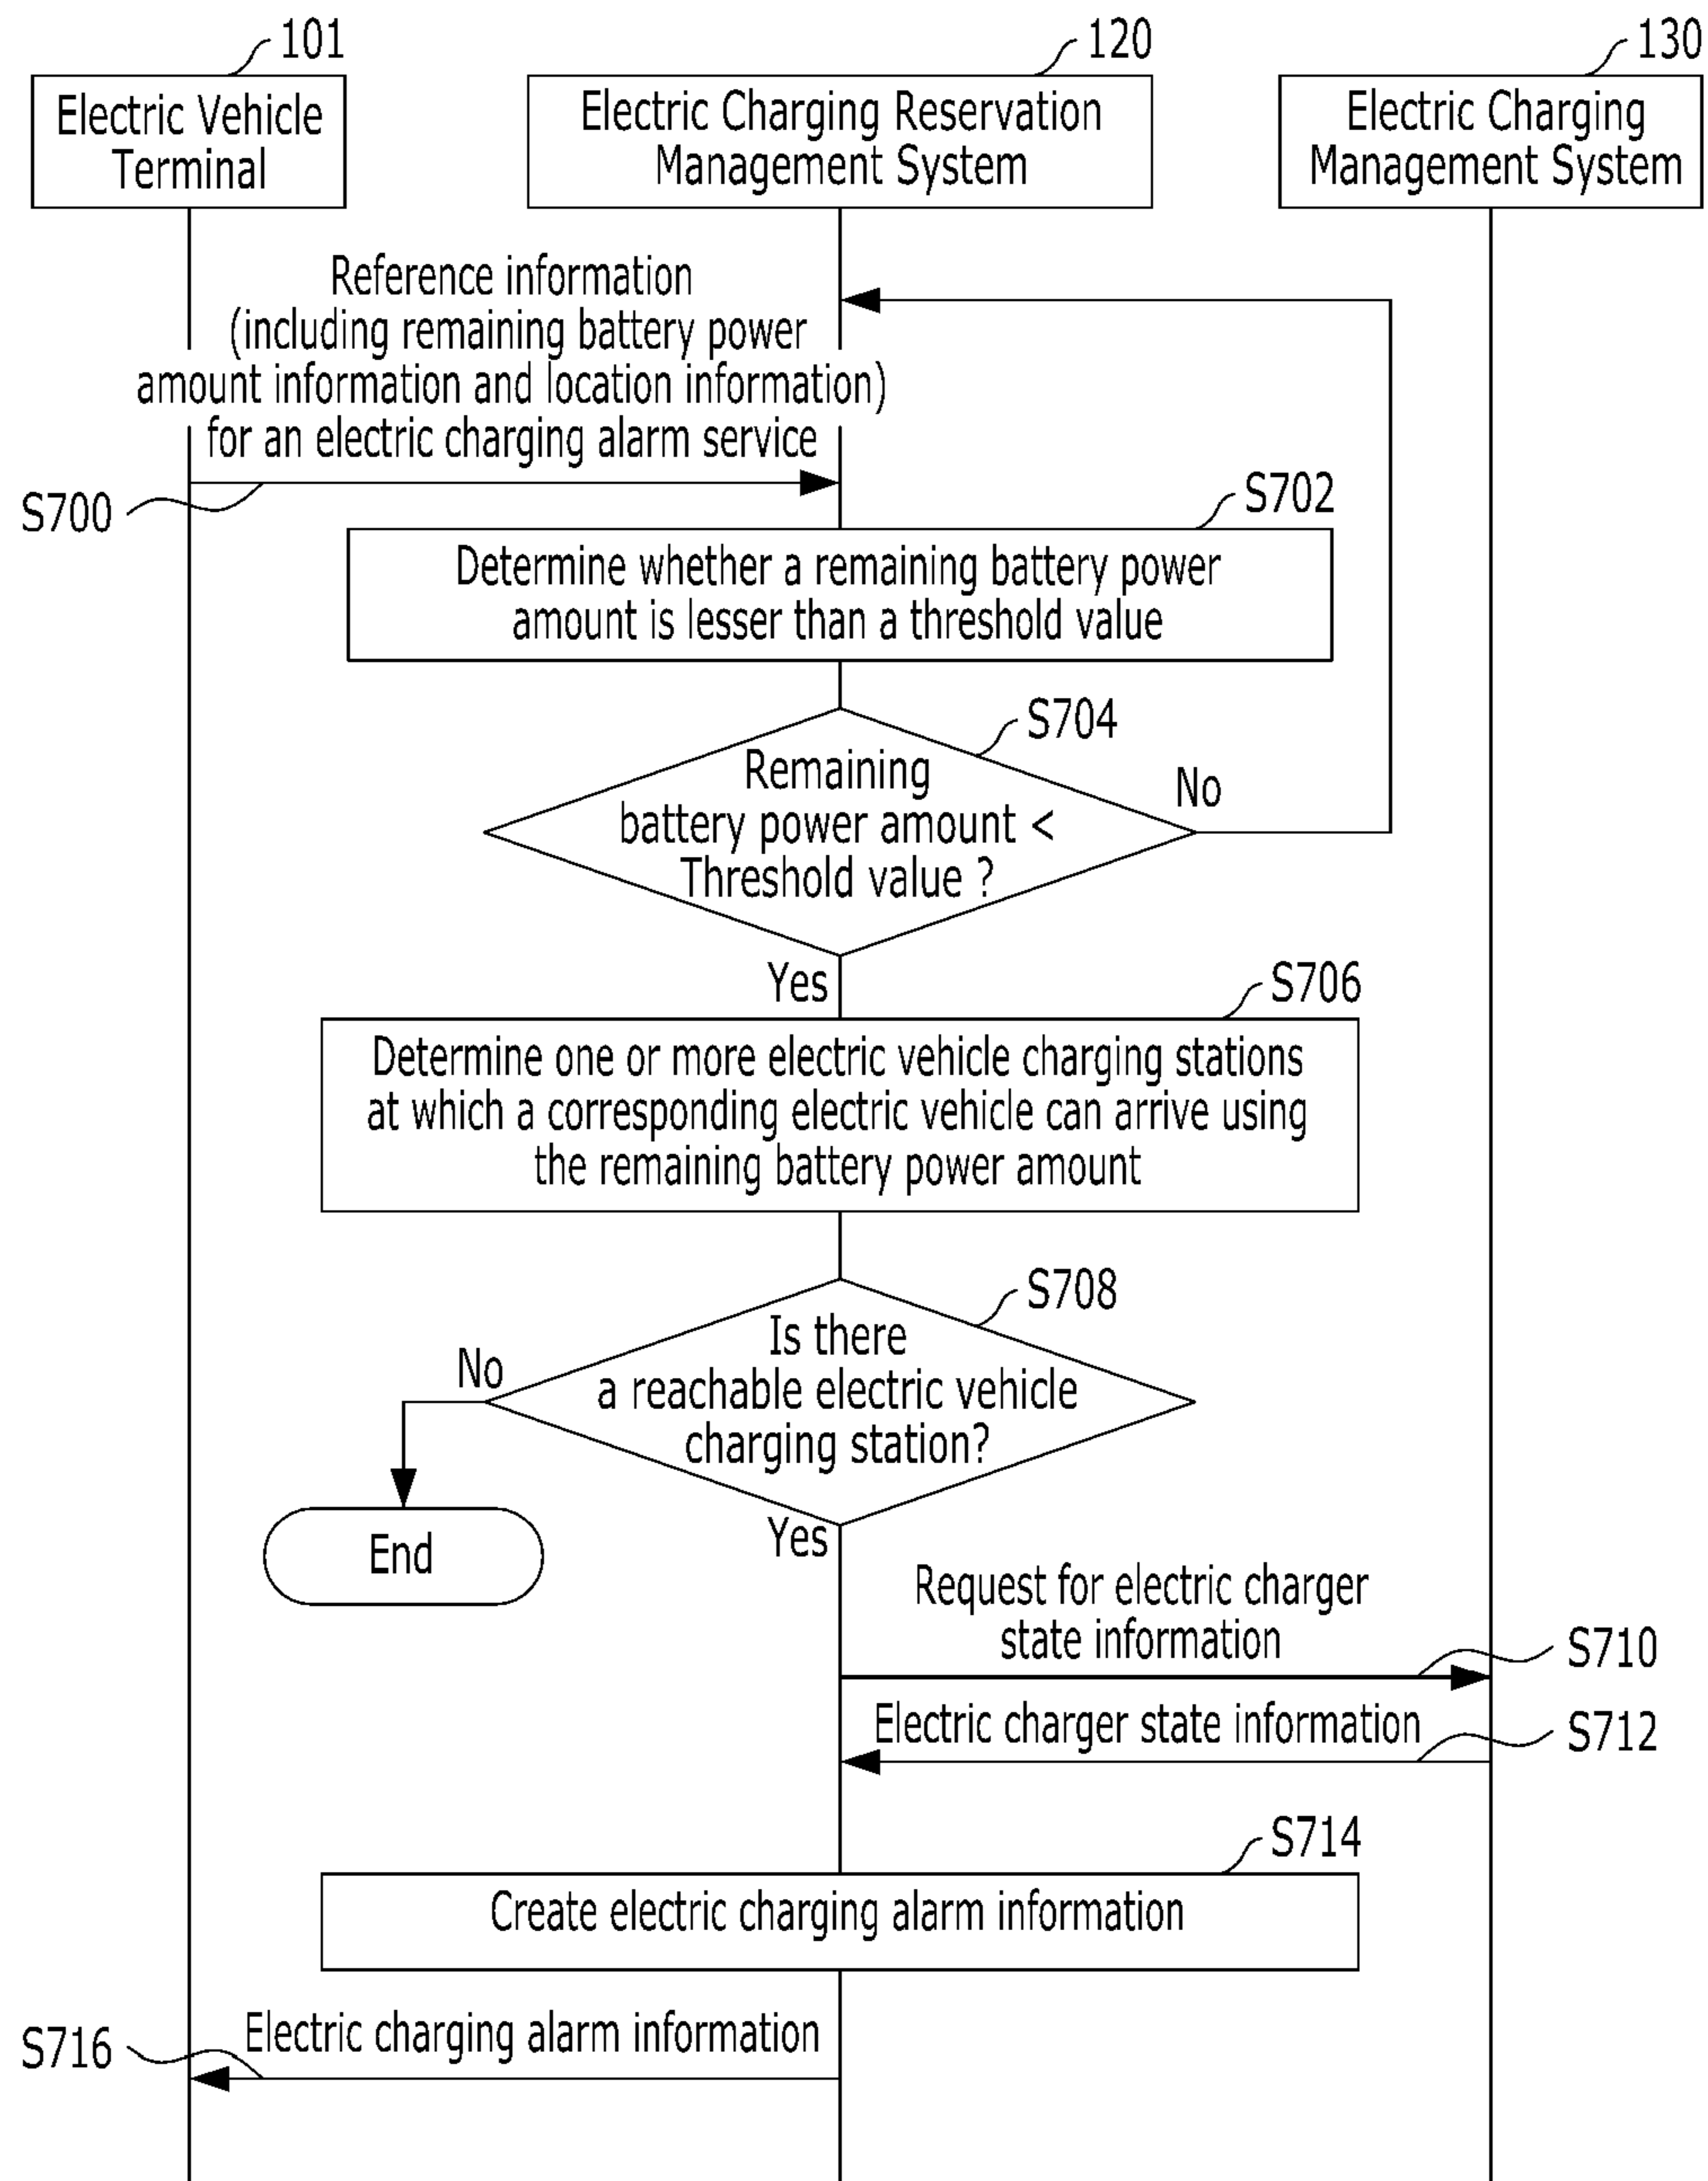 101
120
130
Electric Vehicle
Terminal
Electric Charging Reservation
Management System
Electric Charging
Management System
Reference information
(including remaining battery power
amount information and location information)
for an electric charging alarm service
S700
S702
Determine whether a remaining battery power
amount is lesser than a threshold value
S704
Remaining
battery power amount <
Threshold value ?
No
Yes
S706
Determine one or more electric vehicle charging stations
at which a corresponding electric vehicle can arrive using
the remaining battery power amount
S708
Is there
a reachable electric vehicle
charging station?
No
End
Yes
Request for electric charger
state information
S710
Electric charger state information
S712
S714
Create electric charging alarm information
Electric charging alarm information
S716